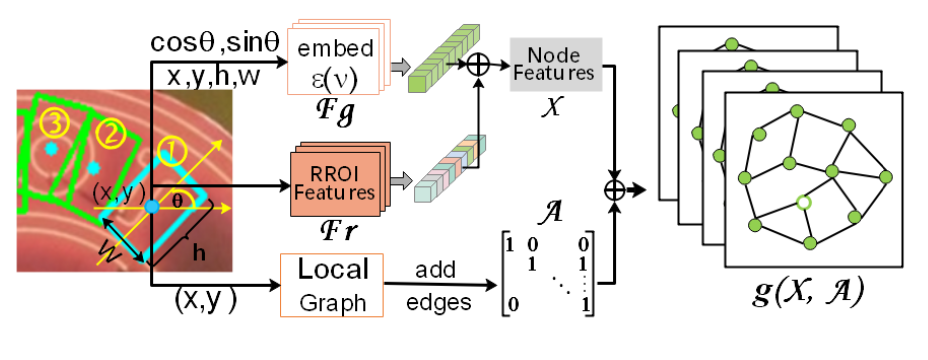 cosθ,sinθ
x,y,h,w
embed
ε(ν)
Fg
Node
Features
X
③
②
①
(x,y)
θ
W
h
RROI
Features
Fr
A
1 0 0
1 1
⋱ ⋮
0 1
(x,y)
Local
Graph
add
edges
g(X, A)